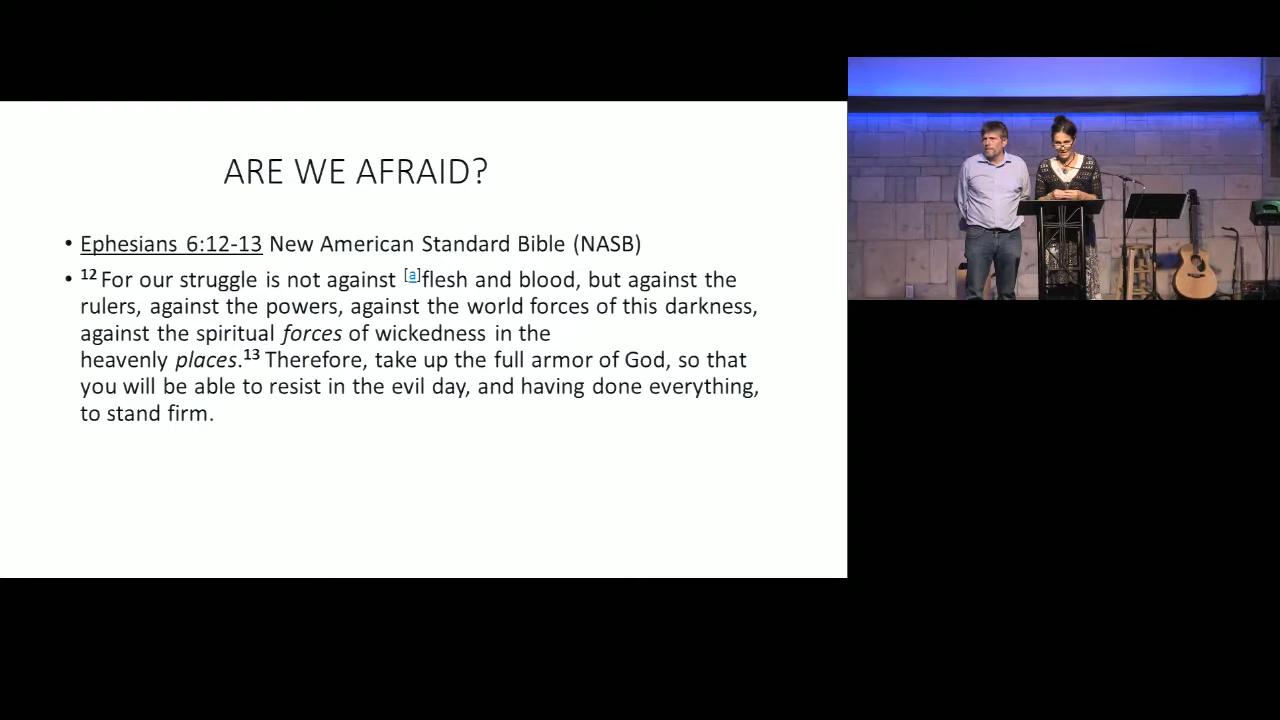 ARE WE AFRAID?
• Ephesians 6:12-13 New American Standard Bible (NASB)
• 12 For our struggle is not against [a]flesh and blood, but against the
rulers, against the powers, against the world forces of this darkness,
against the spiritual forces of wickedness in the
heavenly places.13 Therefore, take up the full armor of God, so that
you will be able to resist in the evil day, and having done everything,
to stand firm.